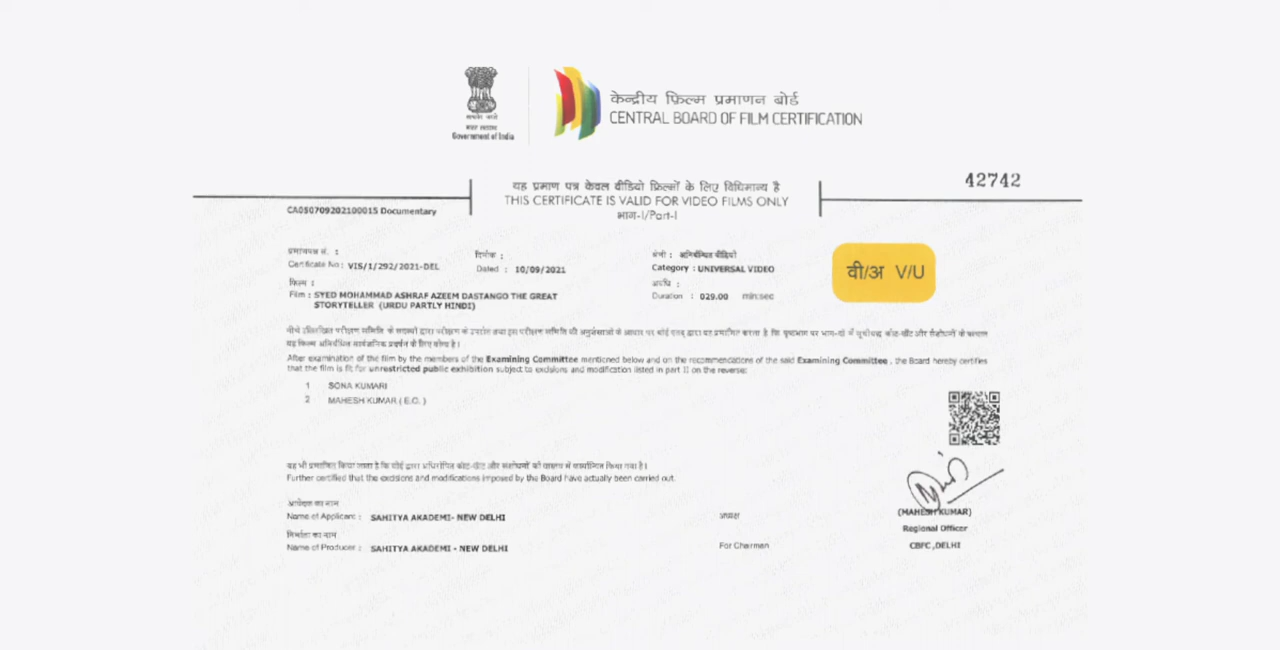 केन्द्रीय फ़िल्म प्रमाणन बोर्ड
CENTRAL BOARD OF FILM CERTIFICATION
Government of India
42742
यह प्रमाण पत्र केवल वीडियो फ़िल्मों के लिए विधिमान्य है
THIS CERTIFICATE IS VALID FOR VIDEO FILMS ONLY
भाग-I/Part-I
CA050709202100015 Documentary
दिनांक :
श्रेणी :
Certificate No : VIS/1/292/2021-DEL
Dated : 10/09/2021
Category : UNIVERSAL VIDEO
वी/अ V/U
फिल्म :
अवधि :
Film : SYED MOHAMMAD ASHRAF AZEEM DASTANGO THE GREAT
STORYTELLER (URDU PARTLY HINDI)
Duration : 029.00 min:sec
After examination of the film by the members of the Examining Committee mentioned below and on the recommendations of the said Examining Committee , the Board hereby certifies
that the film is fit for unrestricted public exhibition subject to excisions and modification listed in part II on the reverse:
1 SONA KUMARI
2 MAHESH KUMAR ( E.O. )
Further certified that the excisions and modifications imposed by the Board have actually been carried out.
आवेदक का नाम
Name of Applicant : SAHITYA AKADEMI- NEW DELHI
अध्यक्ष
(MAHESH KUMAR)
Regional Officer
निर्माता का नाम
Name of Producer : SAHITYA AKADEMI - NEW DELHI
For Chairman
CBFC ,DELHI